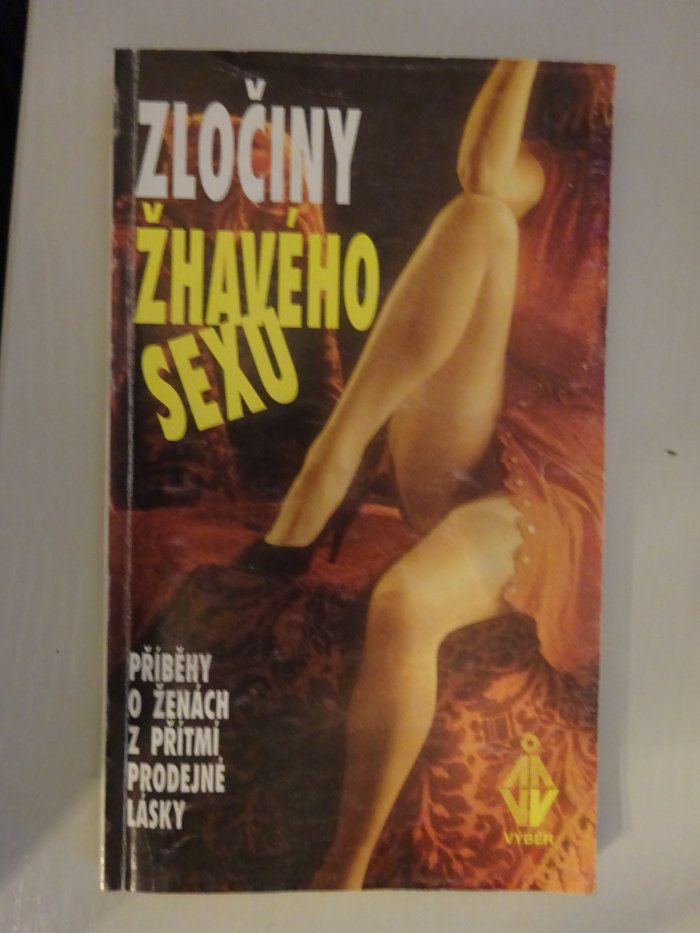 ZLOČINY
ŽHAVÉHO
SEXU
PŘÍBĚHY
O ŽENÁCH
Z PŘÍTMÍ
PRODEJNÉ
LÁSKY
VÝBĚR